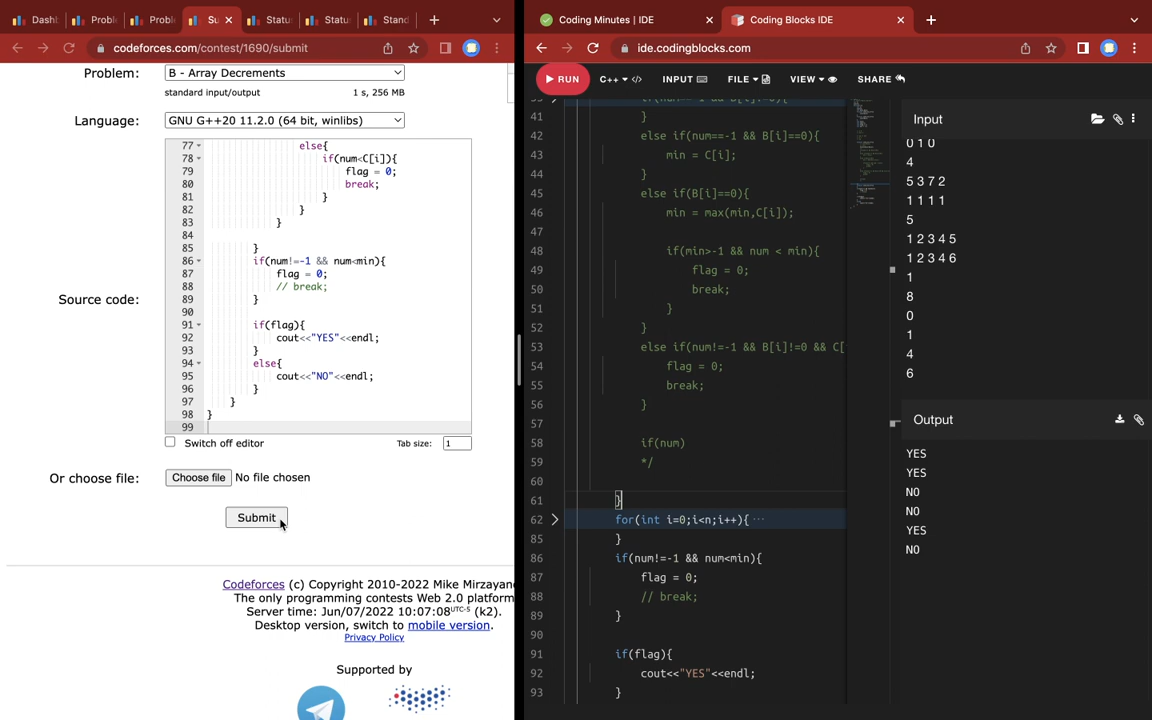 Dashb
Proble
Proble
Su
Status
Status
Stand
codeforces.com/contest/1690/submit
Problem:
B - Array Decrements
standard input/output
1 s, 256 MB
Language:
GNU G++20 11.2.0 (64 bit, winlibs)
Source code:
77 else{
78 if(num<C[i]){
79 flag = 0;
80 break;
81 }
82 }
83 }
84
85 }
86 if(num!=-1 && num<min){
87 flag = 0;
88 // break;
89 }
90
91 if(flag){
92 cout<<"YES"<<endl;
93 }
94 else{
95 cout<<"NO"<<endl;
96 }
97 }
98 }
99
Switch off editor
Tab size:
1
Or choose file:
Choose file No file chosen
Submit
Codeforces (c) Copyright 2010-2022 Mike Mirzayan
The only programming contests Web 2.0 platform
Server time: Jun/07/2022 10:07:08UTC-5 (k2).
Desktop version, switch to mobile version.
Privacy Policy
Supported by
Coding Minutes | IDE
Coding Blocks IDE
ide.codingblocks.com
RUN
C++
INPUT
FILE
VIEW
SHARE
41 }
42 else if(num==-1 && B[i]==0){
43 min = C[i];
44 }
45 else if(B[i]==0){
46 min = max(min,C[i]);
47
48 if(min>-1 && num < min){
49 flag = 0;
50 break;
51 }
52 }
53 else if(num!=-1 && B[i]!=0 && C[
54 flag = 0;
55 break;
56 }
57
58 if(num)
59 */
60
61 }
62 for(int i=0;i<n;i++){ ···
85 }
86 if(num!=-1 && num<min){
87 flag = 0;
88 // break;
89 }
90
91 if(flag){
92 cout<<"YES"<<endl;
93 }
Input
0 1 0
4
5 3 7 2
1 1 1 1
5
1 2 3 4 5
1 2 3 4 6
1
8
0
1
4
6
Output
YES
YES
NO
NO
YES
NO